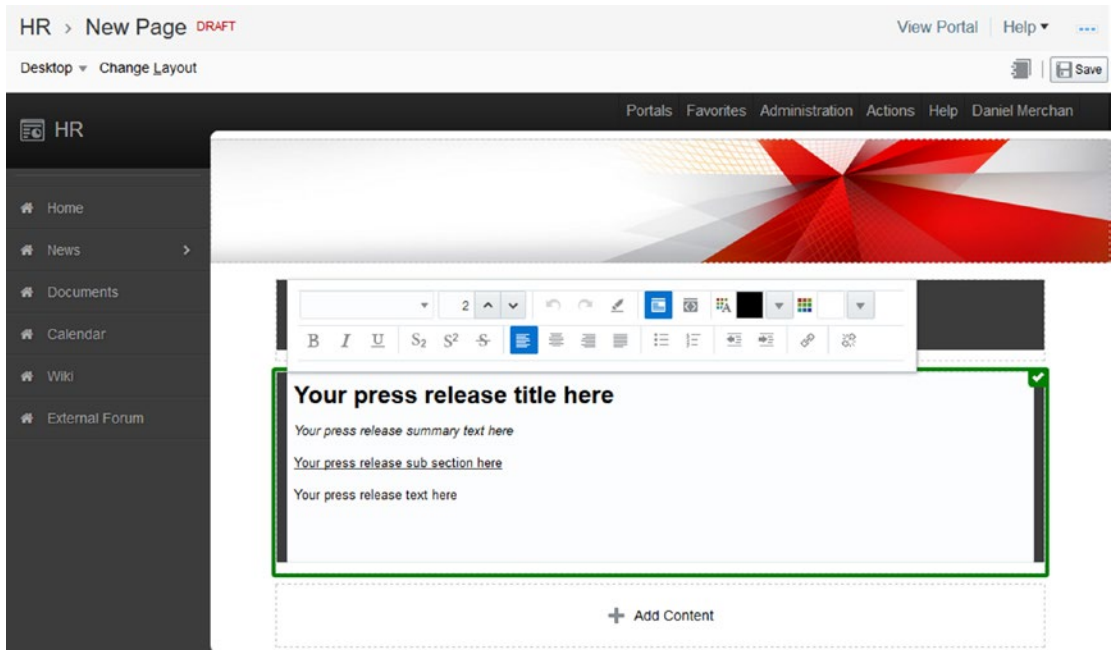 HR > New Page DRAFT
View Portal Help
Desktop Change Layout
Save
Portals Favorites Administration Actions Help Daniel Merchan
HR
Home
News
Documents
Calendar
Wiki
External Forum
2
B I U S2 S2 S
Your press release title here
Your press release summary text here
Your press release sub section here
Your press release text here
Add Content